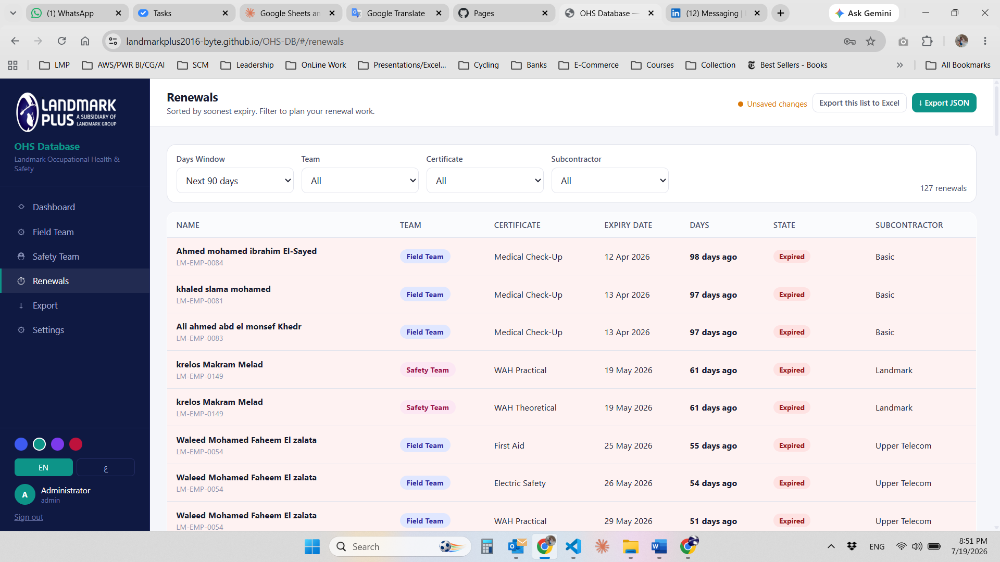 (1) WhatsApp
Tasks
Google Sheets an
Google Translate
Pages
OHS Database —
(12) Messaging |
Ask Gemini
landmarkplus2016-byte.github.io/OHS-DB/#/renewals
LMP
AWS/PWR BI/CG/AI
SCM
Leadership
OnLine Work
Presentations/Excel...
Cycling
Banks
E-Commerce
Courses
Collection
Best Sellers - Books
All Bookmarks
LANDMARK
PLUS A SUBSIDIARY OF
LANDMARK GROUP
OHS Database
Landmark Occupational Health &
Safety
Dashboard
Field Team
Safety Team
Renewals
Export
Settings
EN
ع
A
Administrator
admin
Sign out
Renewals
Sorted by soonest expiry. Filter to plan your renewal work.
Unsaved changes
Export this list to Excel
↓ Export JSON
Days Window
Team
Certificate
Subcontractor
Next 90 days
All
All
All
127 renewals
NAME TEAM CERTIFICATE EXPIRY DATE DAYS STATE SUBCONTRACTOR
Ahmed mohamed ibrahim El-Sayed
LM-EMP-0084
Field Team Medical Check-Up 12 Apr 2026 98 days ago Expired Basic
khaled slama mohamed
LM-EMP-0081
Field Team Medical Check-Up 13 Apr 2026 97 days ago Expired Basic
Ali ahmed abd el monsef Khedr
LM-EMP-0083
Field Team Medical Check-Up 13 Apr 2026 97 days ago Expired Basic
krelos Makram Melad
LM-EMP-0149
Safety Team WAH Practical 19 May 2026 61 days ago Expired Landmark
krelos Makram Melad
LM-EMP-0149
Safety Team WAH Theoretical 19 May 2026 61 days ago Expired Landmark
Waleed Mohamed Faheem El zalata
LM-EMP-0054
Field Team First Aid 25 May 2026 55 days ago Expired Upper Telecom
Waleed Mohamed Faheem El zalata
LM-EMP-0054
Field Team Electric Safety 26 May 2026 54 days ago Expired Upper Telecom
Waleed Mohamed Faheem El zalata
LM-EMP-0054
Field Team WAH Practical 29 May 2026 51 days ago Expired Upper Telecom
Search
ENG
8:51 PM
7/19/2026